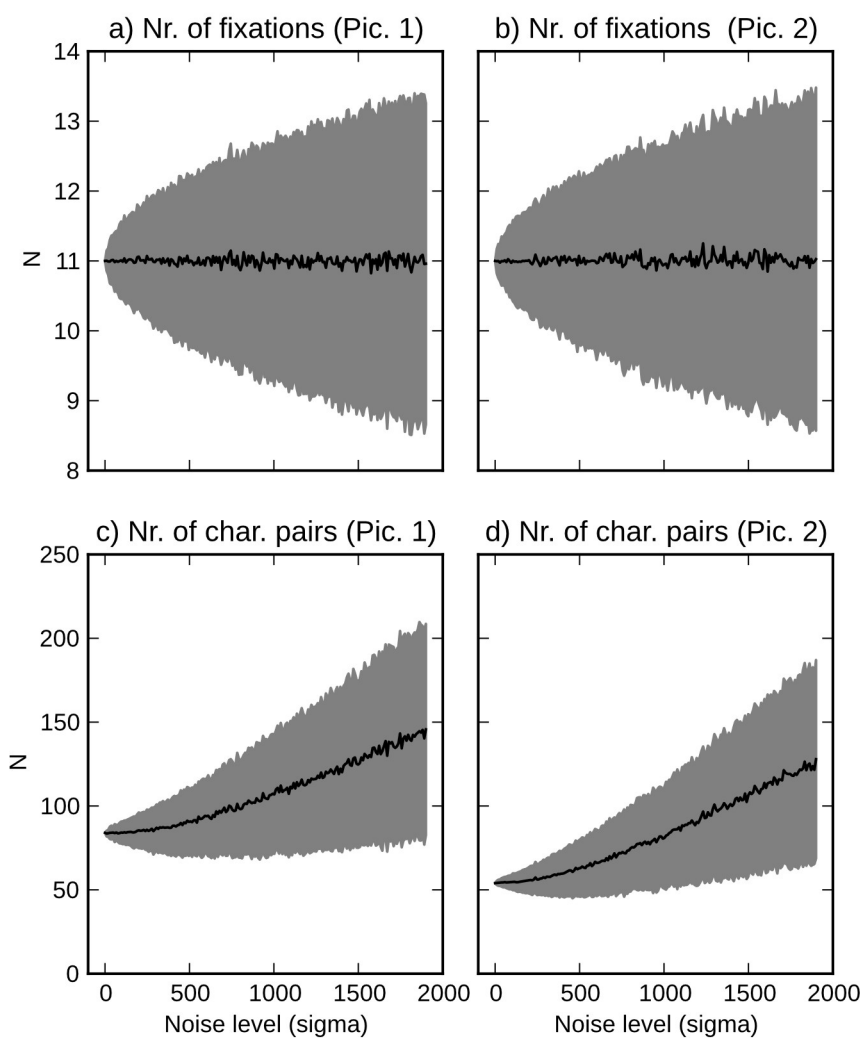 a) Nr. of fixations (Pic. 1)
b) Nr. of fixations (Pic. 2)
14
13
12
11
10
9
8
N
c) Nr. of char. pairs (Pic. 1)
d) Nr. of char. pairs (Pic. 2)
250
200
150
100
50
0
N
0 500 1000 1500 2000
0 500 1000 1500 2000
Noise level (sigma)
Noise level (sigma)